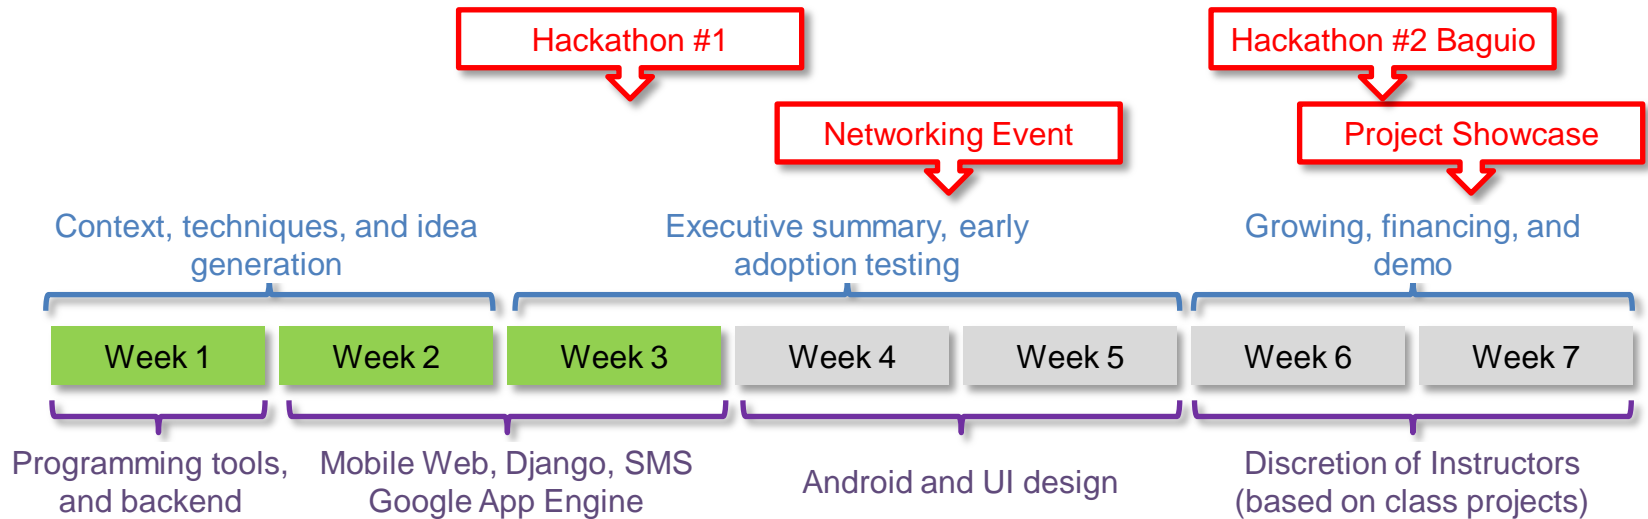 Hackathon #1
Hackathon #2 Baguio
Networking Event
Project Showcase
Context, techniques, and idea
generation
Executive summary, early
adoption testing
Growing, financing, and
demo
Week 1
Week 2
Week 3
Week 4
Week 5
Week 6
Week 7
Programming tools,
and backend
Mobile Web, Django, SMS
Google App Engine
Android and UI design
Discretion of Instructors
(based on class projects)